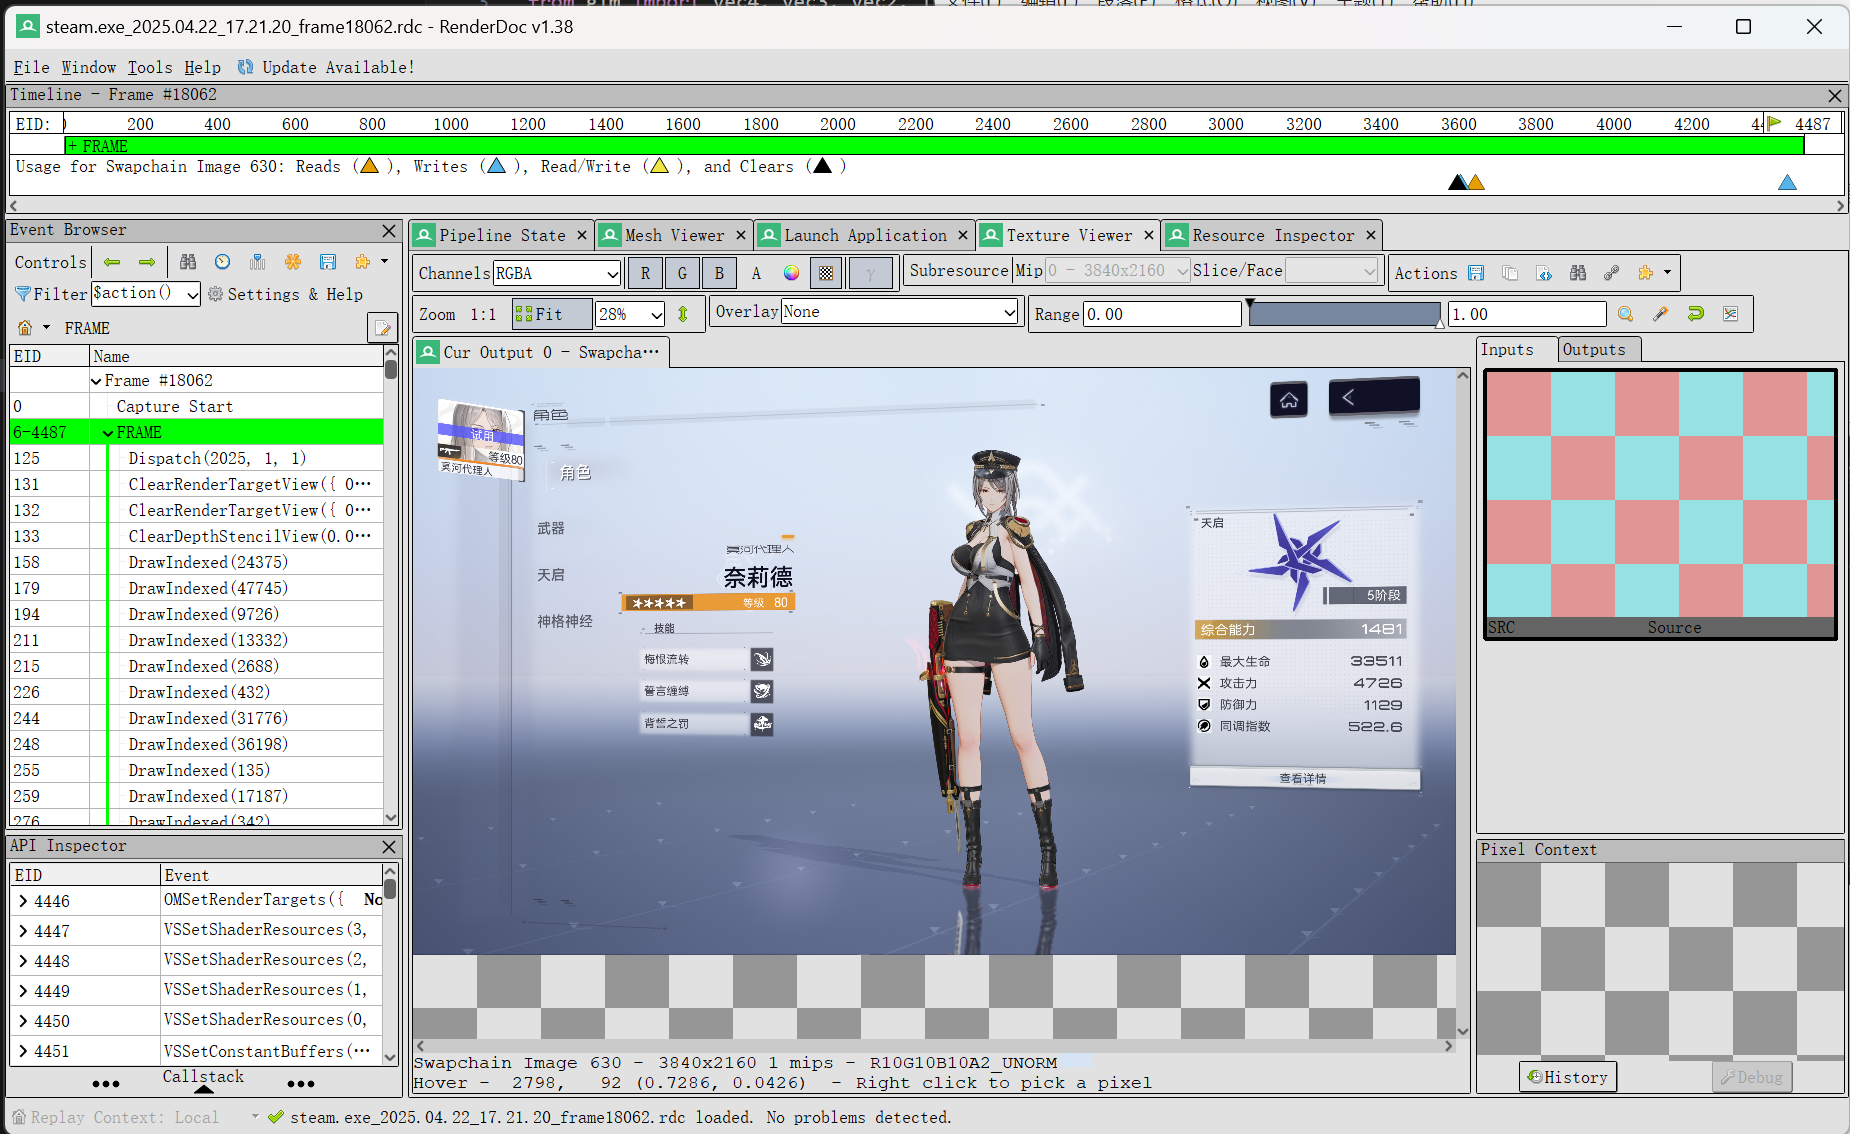 steam.exe_2025.04.22_17.21.20_frame18062.rdc - RenderDoc v1.38
File Window Tools Help Update Available!
Timeline - Frame #18062
EID: 200 400 600 800 1000 1200 1400 1600 1800 2000 2200 2400 2600 2800 3000 3200 3400 3600 3800 4000 4200 4487
+ FRAME
Usage for Swapchain Image 630: Reads ( ), Writes ( ), Read/Write ( ), and Clears ( )
Event Browser
Controls
Filter $action() Settings & Help
FRAME
EID Name
Frame #18062
0 Capture Start
6-4487 FRAME
125 Dispatch(2025, 1, 1)
131 ClearRenderTargetView({ 0…
132 ClearRenderTargetView({ 0…
133 ClearDepthStencilView(0.0…
158 DrawIndexed(24375)
179 DrawIndexed(47745)
194 DrawIndexed(9726)
211 DrawIndexed(13332)
215 DrawIndexed(2688)
226 DrawIndexed(432)
244 DrawIndexed(31776)
248 DrawIndexed(36198)
255 DrawIndexed(135)
259 DrawIndexed(17187)
276 DrawIndexed(342)
API Inspector
EID Event
4446 OMSetRenderTargets({ No
4447 VSSetShaderResources(3,
4448 VSSetShaderResources(2,
4449 VSSetShaderResources(1,
4450 VSSetShaderResources(0,
4451 VSSetConstantBuffers(…
Callstack
Pipeline State Mesh Viewer Launch Application Texture Viewer Resource Inspector
Channels RGBA R G B A γ Subresource Mip 0 - 3840x2160 Slice/Face Actions
Zoom 1:1 Fit 28% Overlay None Range 0.00 1.00
Cur Output 0 - Swapcha…
试用
等级80
冥河代理人
角色
角色
武器
天启
神格神经
冥河代理人
奈莉德
★★★★★ 等级 80
技能
悔恨流转
誓言缠缚
背誓之罚
天启
5阶段
综合能力 1481
最大生命 33511
攻击力 4726
防御力 1129
同调指数 522.6
查看详情
Swapchain Image 630 - 3840x2160 1 mips - R10G10B10A2_UNORM
Hover - 2798, 92 (0.7286, 0.0426) - Right click to pick a pixel
Inputs Outputs
SRC Source
Pixel Context
History Debug
Replay Context: Local steam.exe_2025.04.22_17.21.20_frame18062.rdc loaded. No problems detected.